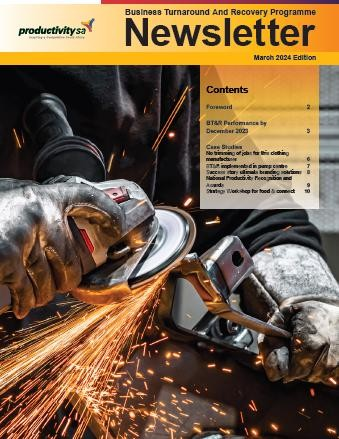 Business Turnaround And Recovery Programme
productivitysa
Newsletter
March 2024 Edition
Contents
Foreword 2
BT&R Performance by
December 2023 3
Case Studies
No trimming of jobs for this clothing
manufacturer 6
BT&R implemented in pump centre 7
Success story ultimate branding solutions 8
National Productivity Recognition and
Awards 9
Strategy Workshop for food & connect 10